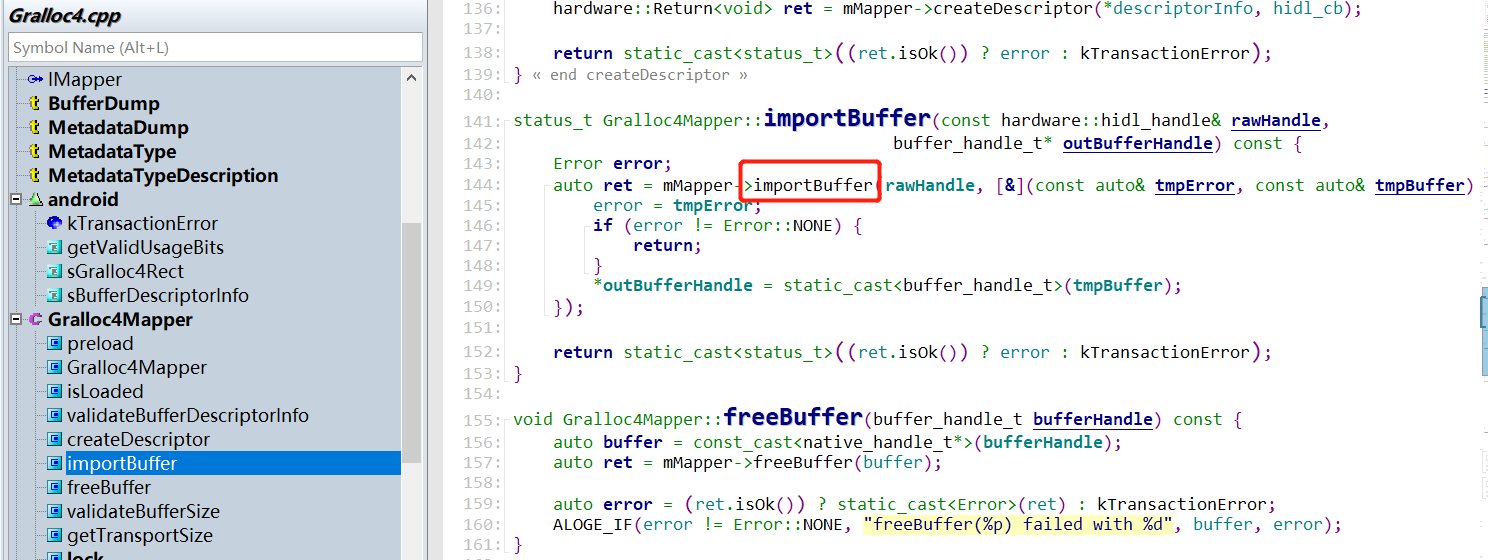 Gralloc4.cpp
Symbol Name (Alt+L)
IMapper
BufferDump
MetadataDump
MetadataType
MetadataTypeDescription
android
kTransactionError
getValidUsageBits
sGralloc4Rect
sBufferDescriptorInfo
Gralloc4Mapper
preload
Gralloc4Mapper
isLoaded
validateBufferDescriptorInfo
createDescriptor
importBuffer
freeBuffer
validateBufferSize
getTransportSize
lock
136: hardware::Return<void> ret = mMapper->createDescriptor(*descriptorInfo, hidl_cb);
137:
138: return static_cast<status_t>((ret.isOk()) ? error : kTransactionError);
139: } « end createDescriptor »
140:
141: status_t Gralloc4Mapper::importBuffer(const hardware::hidl_handle& rawHandle,
142: buffer_handle_t* outBufferHandle) const {
143: Error error;
144: auto ret = mMapper->importBuffer(rawHandle, [&](const auto& tmpError, const auto& tmpBuffer)
145: error = tmpError;
146: if (error != Error::NONE) {
147: return;
148: }
149: *outBufferHandle = static_cast<buffer_handle_t>(tmpBuffer);
150: });
151:
152: return static_cast<status_t>((ret.isOk()) ? error : kTransactionError);
153: }
154:
155: void Gralloc4Mapper::freeBuffer(buffer_handle_t bufferHandle) const {
156: auto buffer = const_cast<native_handle_t*>(bufferHandle);
157: auto ret = mMapper->freeBuffer(buffer);
158:
159: auto error = (ret.isOk()) ? static_cast<Error>(ret) : kTransactionError;
160: ALOGE_IF(error != Error::NONE, "freeBuffer(%p) failed with %d", buffer, error);
161: }